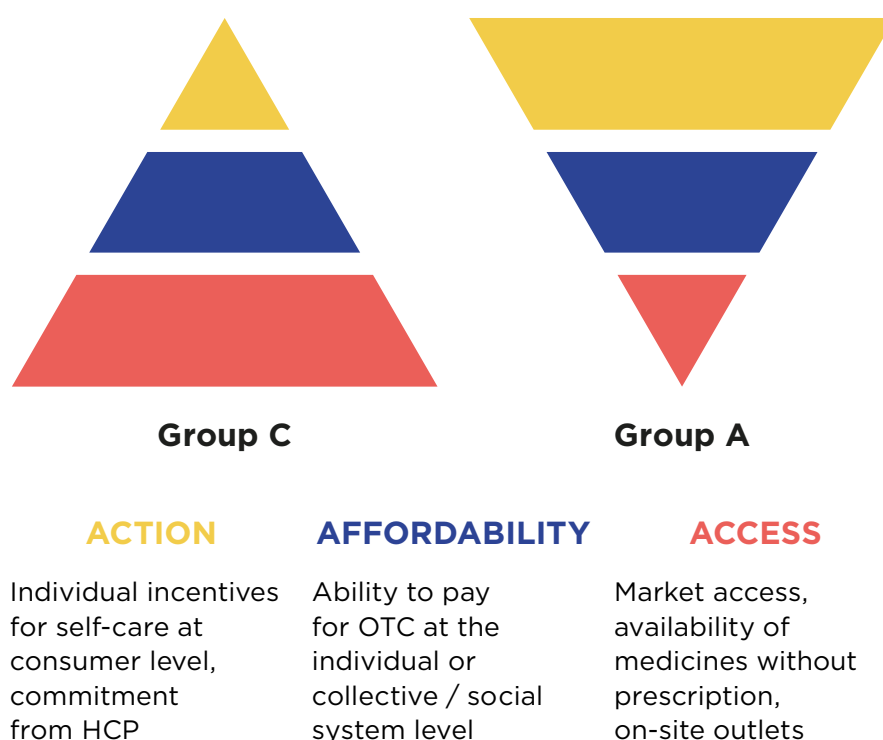 Group C
Group A
ACTION
Individual incentives
for self-care at
consumer level,
commitment
from HCP
AFFORDABILITY
Ability to pay
for OTC at the
individual or
collective / social
system level
ACCESS
Market access,
availability of
medicines without
prescription,
on-site outlets